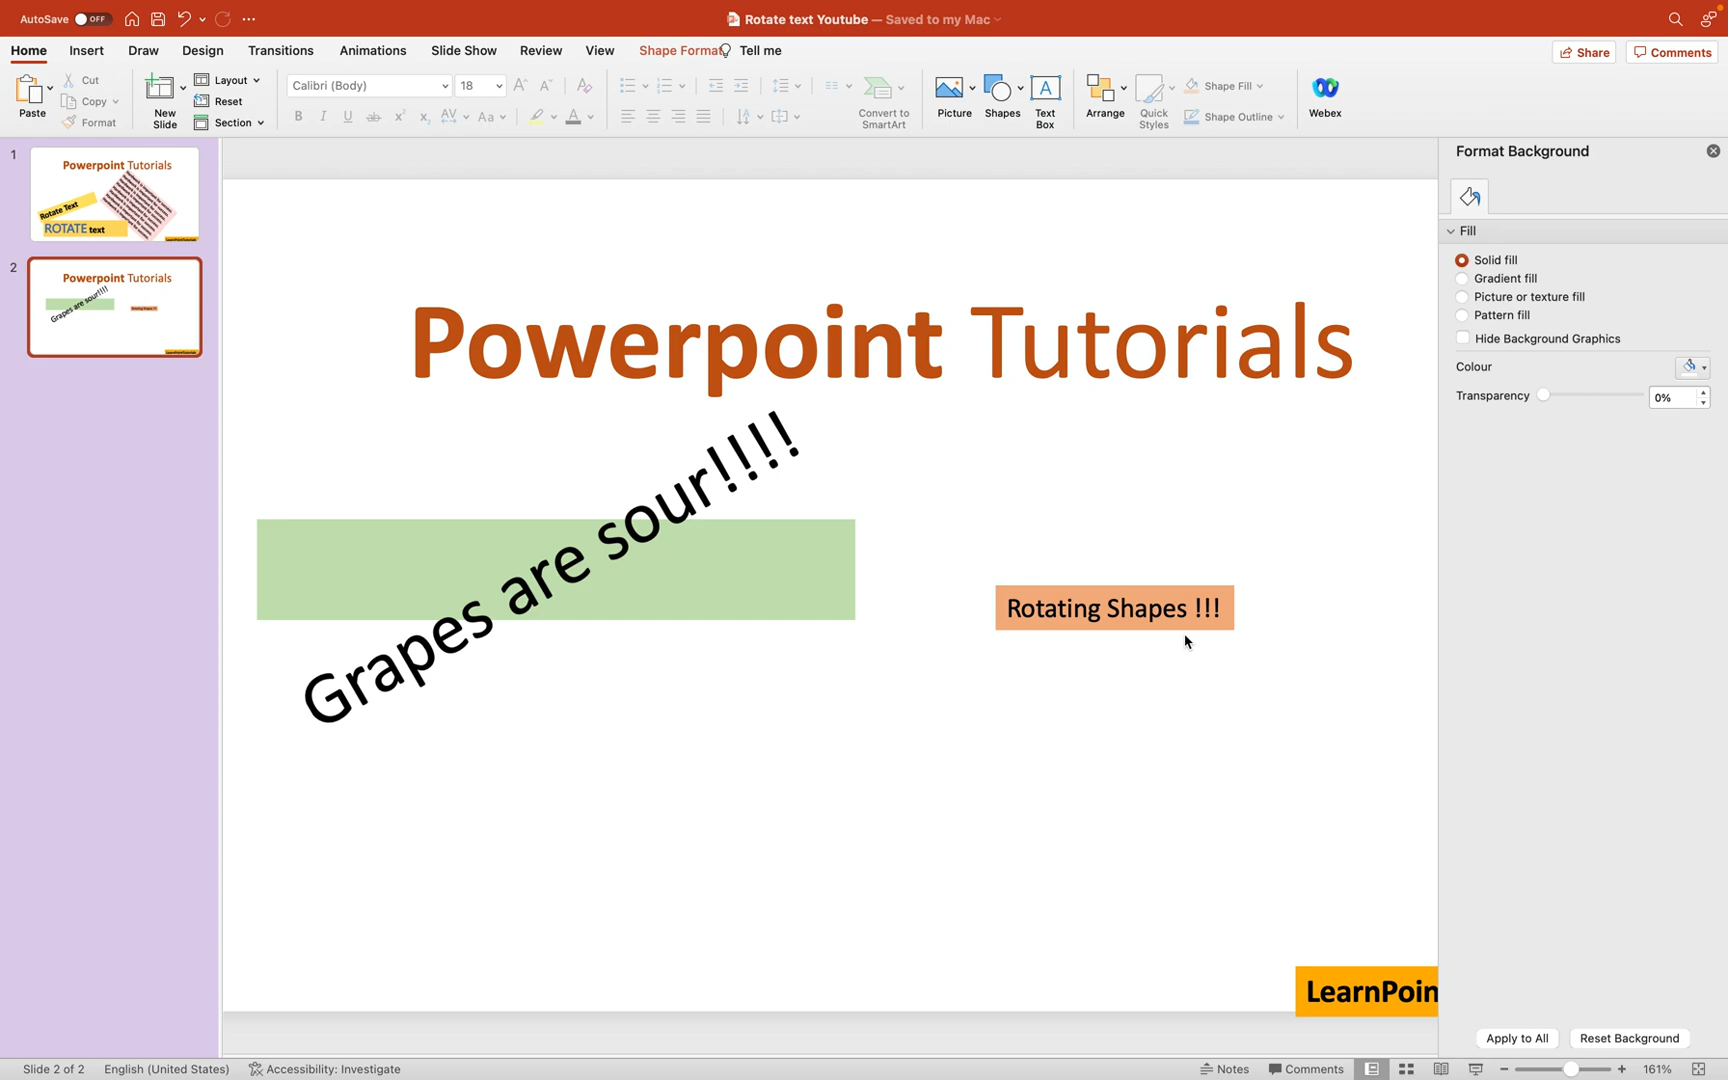 AutoSave OFF
Rotate text Youtube — Saved to my Mac
Home Insert Draw Design Transitions Animations Slide Show Review View Shape Format Tell me Share Comments
Paste Cut Copy Format
New Slide Layout Reset Section
Calibri (Body) 18
Convert to SmartArt
Picture Shapes Text Box Arrange Quick Styles Shape Fill Shape Outline Webex
1
Powerpoint Tutorials
Rotate Text
ROTATE text
2
Powerpoint Tutorials
Grapes are sour!!!!
Rotating Shapes !!!
Powerpoint Tutorials
Grapes are sour!!!!
Rotating Shapes !!!
LearnPoin
Format Background
Fill
Solid fill
Gradient fill
Picture or texture fill
Pattern fill
Hide Background Graphics
Colour
Transparency 0%
Apply to All Reset Background
Slide 2 of 2 English (United States) Accessibility: Investigate Notes Comments 161%